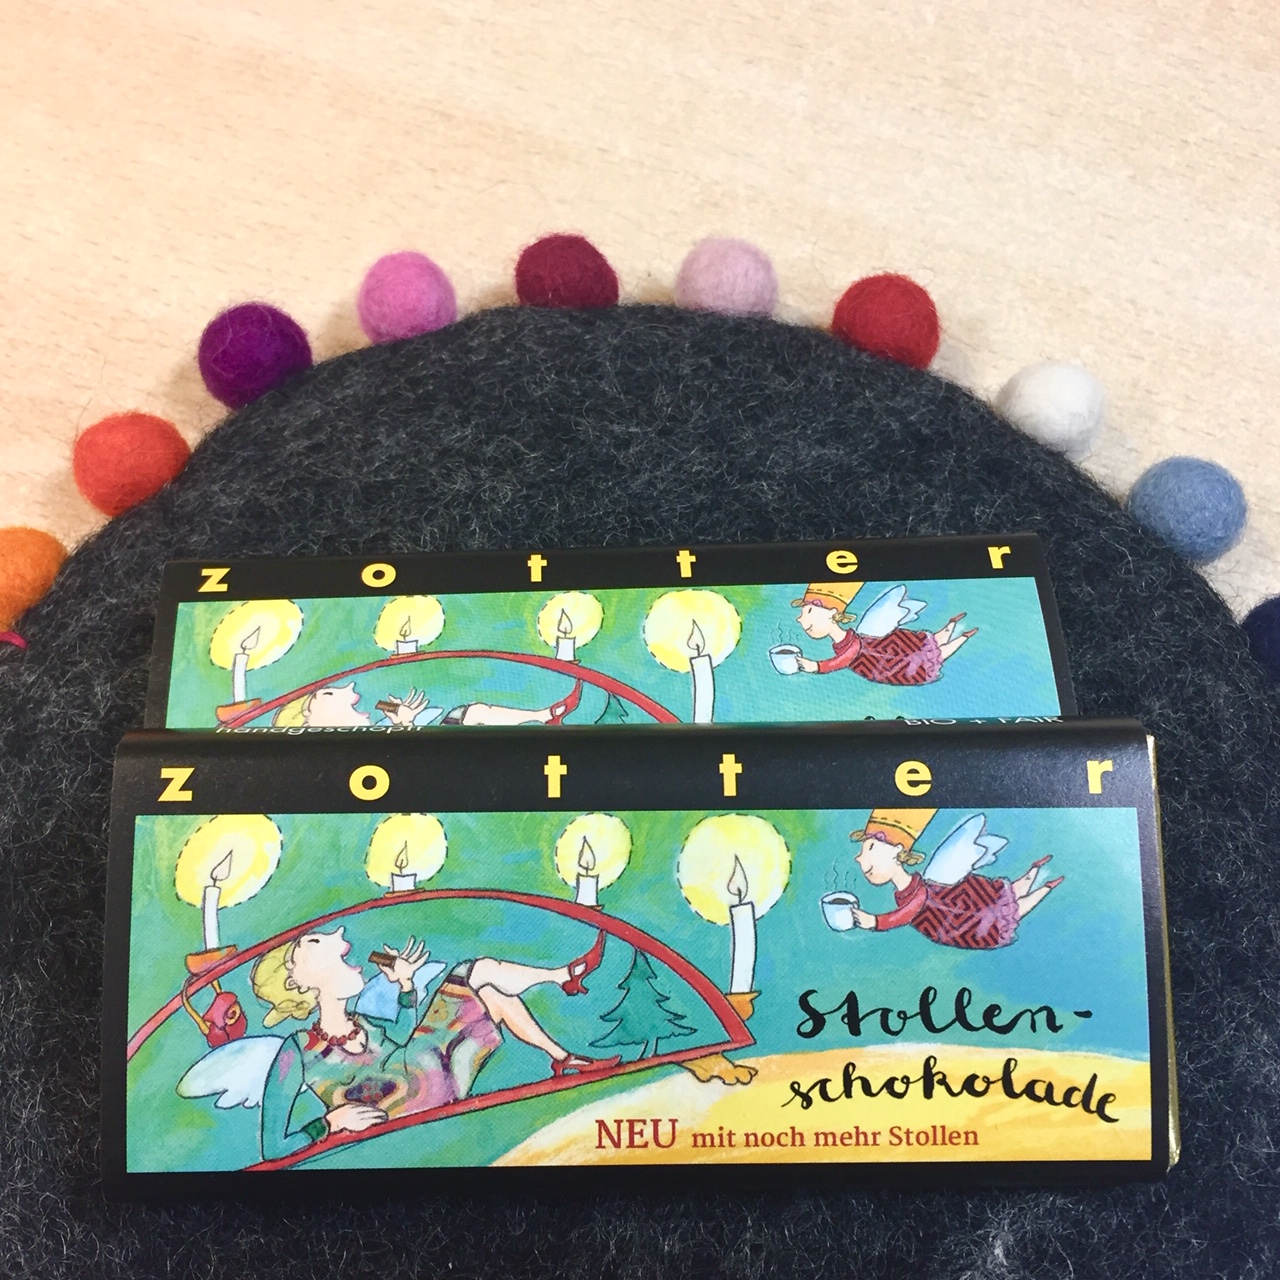 zotter
handgeschöpft
BIO + FAIR
zotter
Stollen-
schokolade
NEU mit noch mehr Stollen